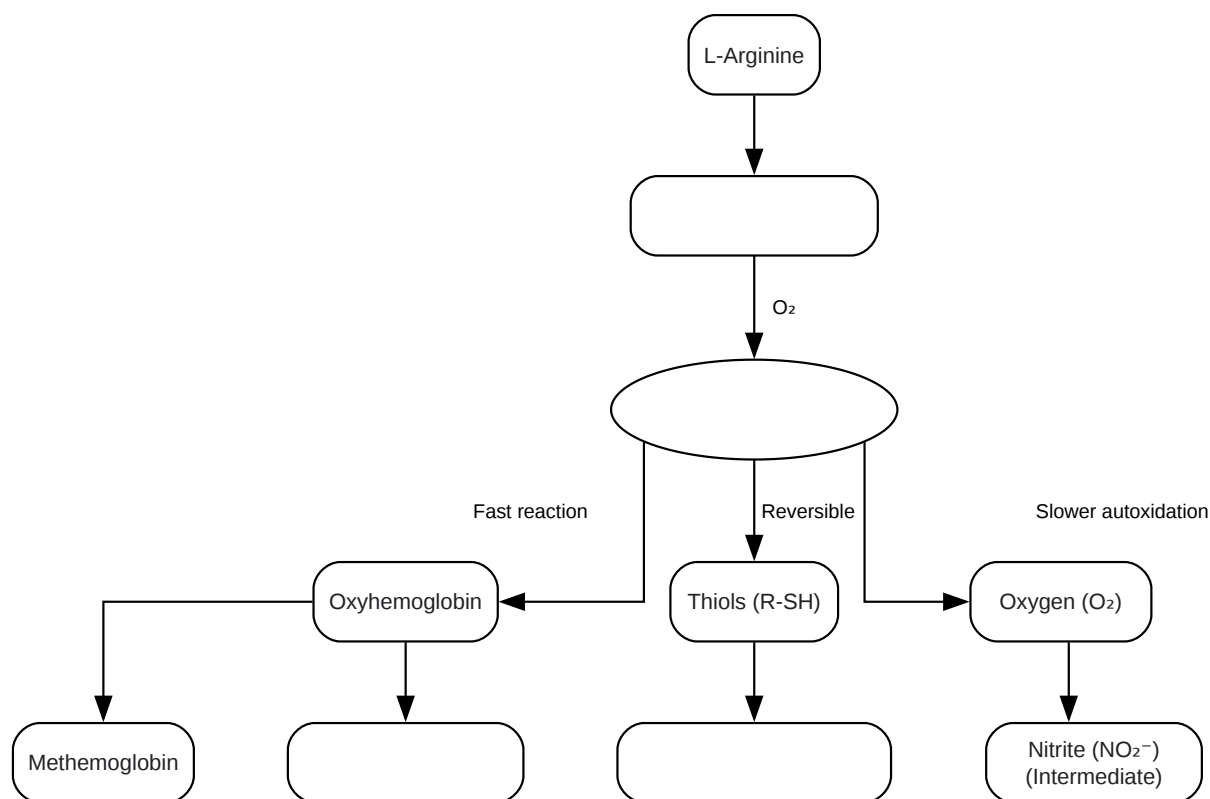 L-Arginine
O₂
Fast reaction
Reversible
Slower autoxidation
Oxyhemoglobin
Thiols (R-SH)
Oxygen (O₂)
Methemoglobin
Nitrite (NO₂⁻)
(Intermediate)